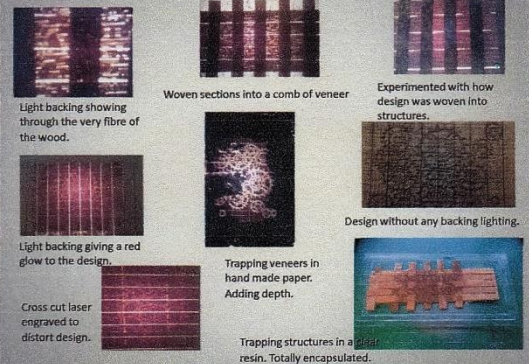 Light backing showing
through the very fibre of
the wood.
Woven sections into a comb of veneer
Experimented with how
design was woven into
structures.
Light backing giving a red
glow to the design.
Trapping veneers in
hand made paper.
Adding depth.
Design without any backing lighting.
Cross cut laser
engraved to
distort design.
Trapping structures in a clear
resin. Totally encapsulated.